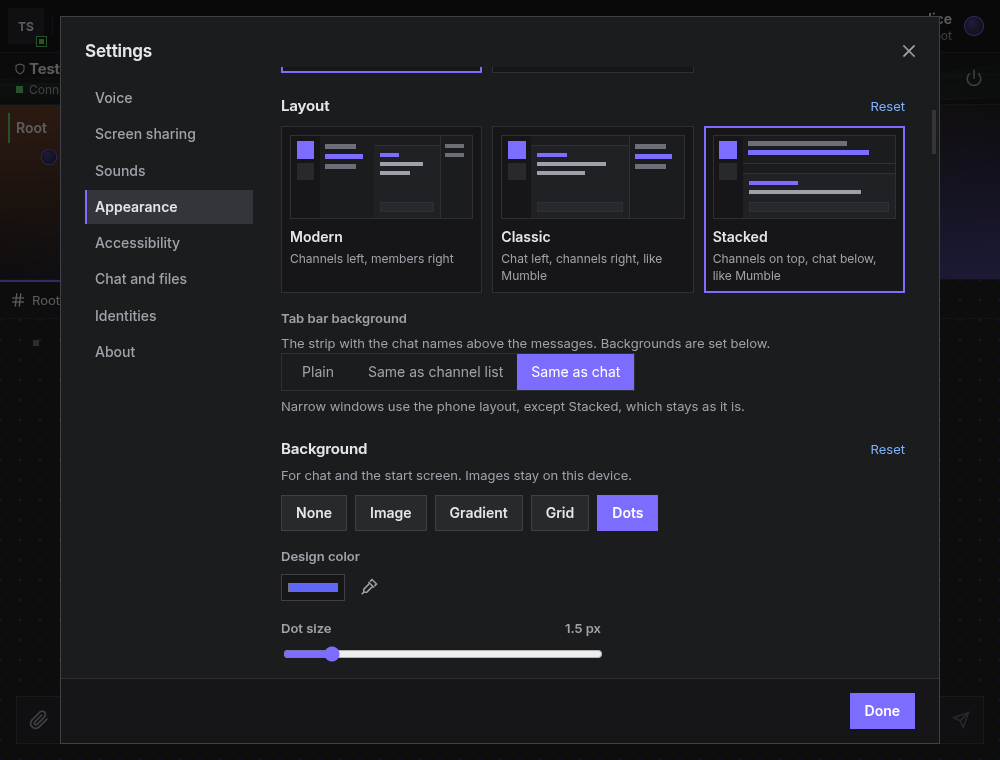 TS
Settings
Test
Conn
Root
Root
Voice
Screen sharing
Sounds
Appearance
Accessibility
Chat and files
Identities
About
Layout
Reset
Modern
Channels left, members right
Classic
Chat left, channels right, like
Mumble
Stacked
Channels on top, chat below,
like Mumble
Tab bar background
The strip with the chat names above the messages. Backgrounds are set below.
Plain
Same as channel list
Same as chat
Narrow windows use the phone layout, except Stacked, which stays as it is.
Background
Reset
For chat and the start screen. Images stay on this device.
None
Image
Gradient
Grid
Dots
Design color
Dot size
1.5 px
Done